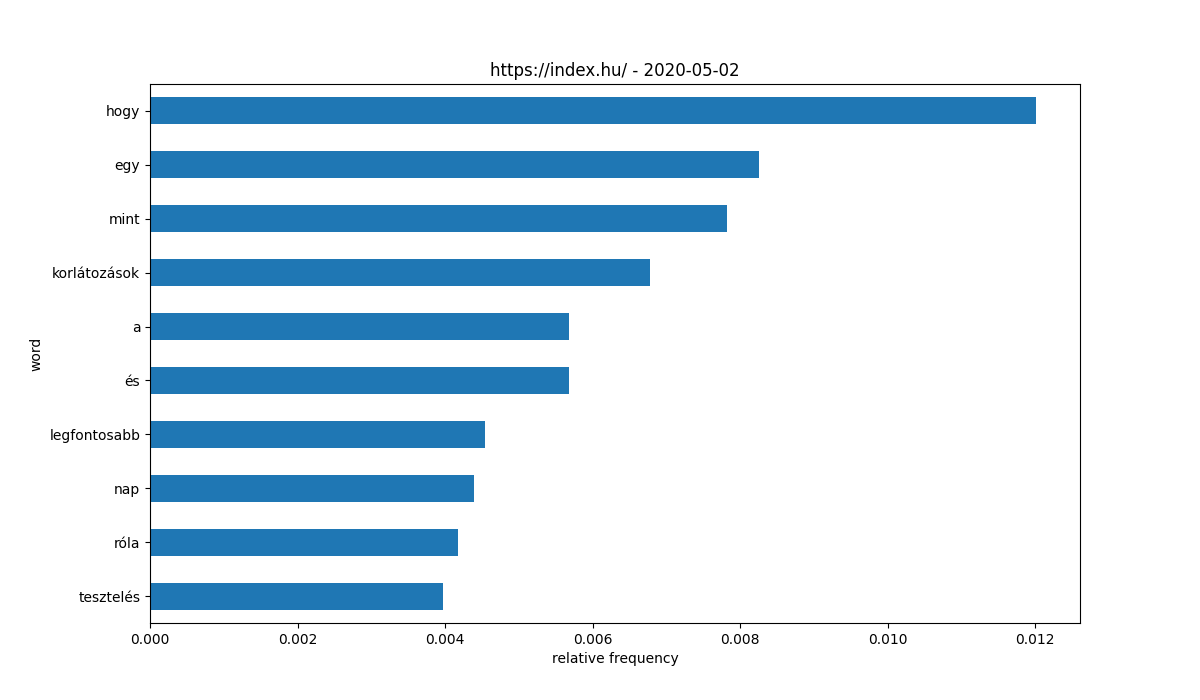 https://index.hu/ - 2020-05-02
hogy
egy
mint
korlátozások
a
és
legfontosabb
nap
róla
tesztelés
word
0.000 0.002 0.004 0.006 0.008 0.010 0.012
relative frequency